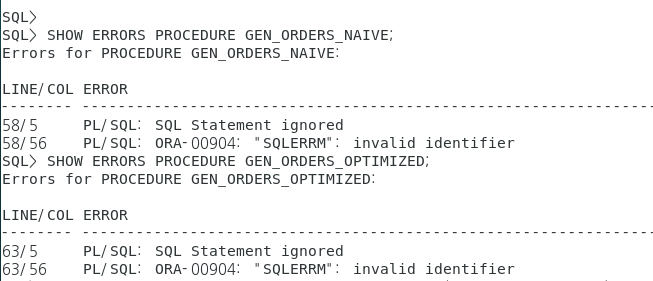 SQL>
SQL> SHOW ERRORS PROCEDURE GEN_ORDERS_NAIVE;
Errors for PROCEDURE GEN_ORDERS_NAIVE:
LINE/COL ERROR
-------- -----------------------------------------------------------------
58/5     PL/SQL: SQL Statement ignored
58/56    PL/SQL: ORA-00904: "SQLERRM": invalid identifier
SQL> SHOW ERRORS PROCEDURE GEN_ORDERS_OPTIMIZED;
Errors for PROCEDURE GEN_ORDERS_OPTIMIZED:
LINE/COL ERROR
-------- -----------------------------------------------------------------
63/5     PL/SQL: SQL Statement ignored
63/56    PL/SQL: ORA-00904: "SQLERRM": invalid identifier